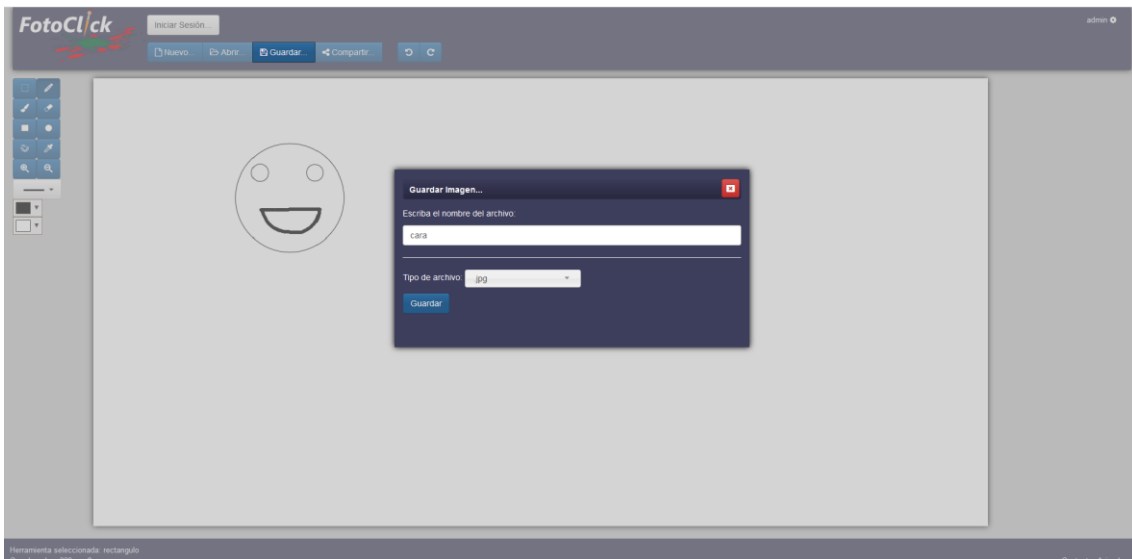 FotoClick
Iniciar Sesión...
admin
Nuevo... Abrir... Guardar... Compartir...
Guardar Imagen...
Escriba el nombre del archivo:
cara
Tipo de archivo: .jpg
Guardar
Herramienta seleccionada: rectangulo